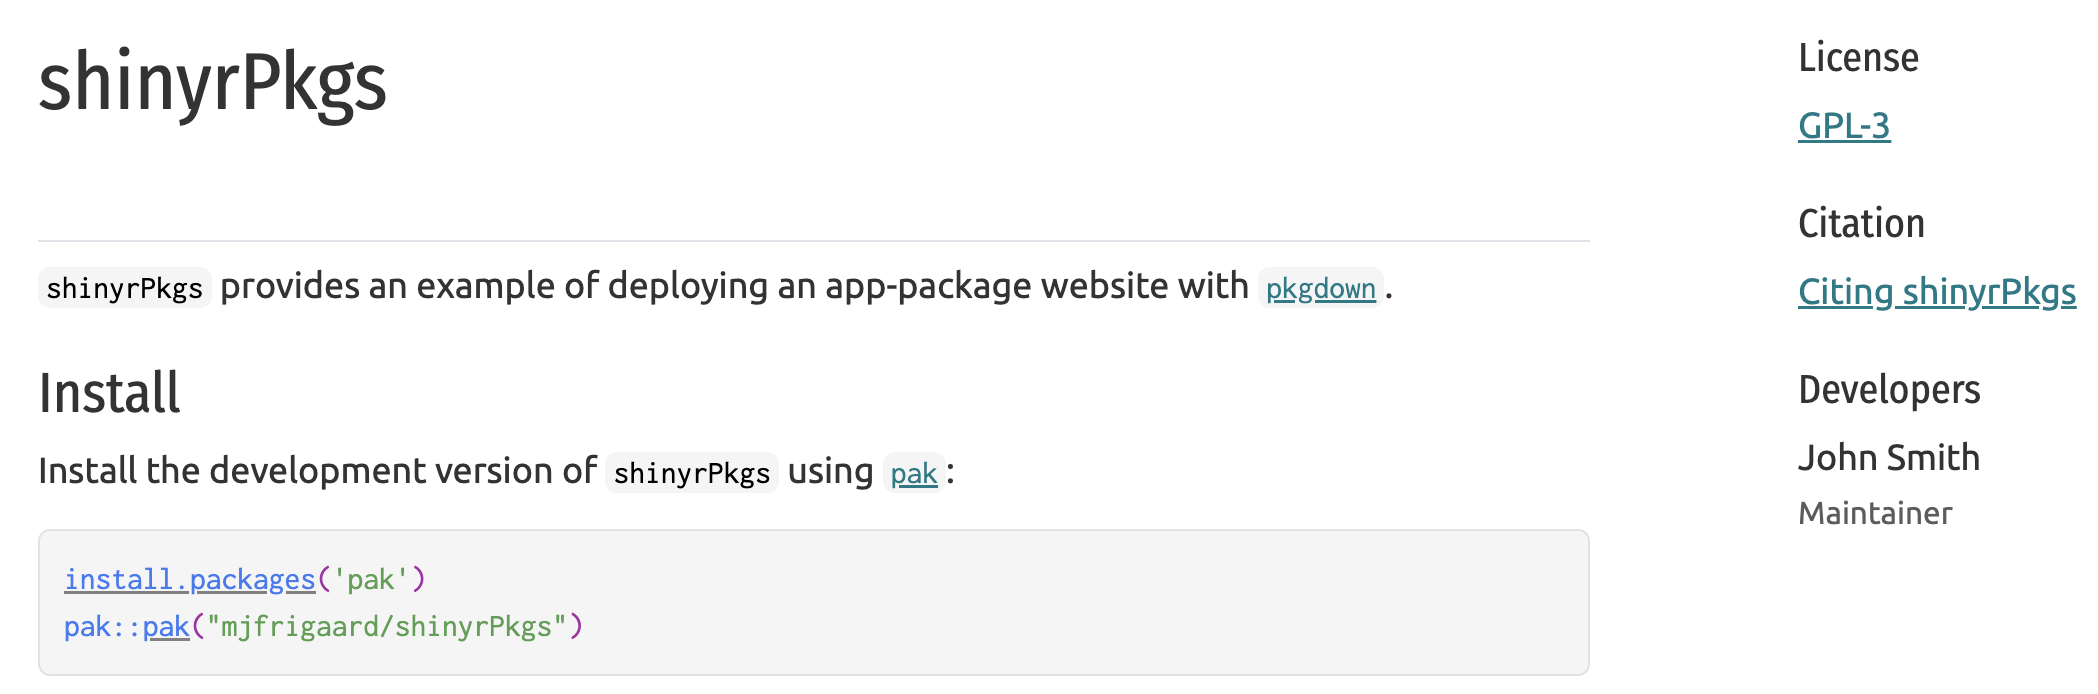 shinyrPkgs
shinyrPkgs provides an example of deploying an app-package website with pkgdown.
Install
Install the development version of shinyrPkgs using pak:
install.packages('pak')
pak::pak("mjfrigaard/shinyrPkgs")
License
GPL-3
Citation
Citing shinyrPkgs
Developers
John Smith
Maintainer